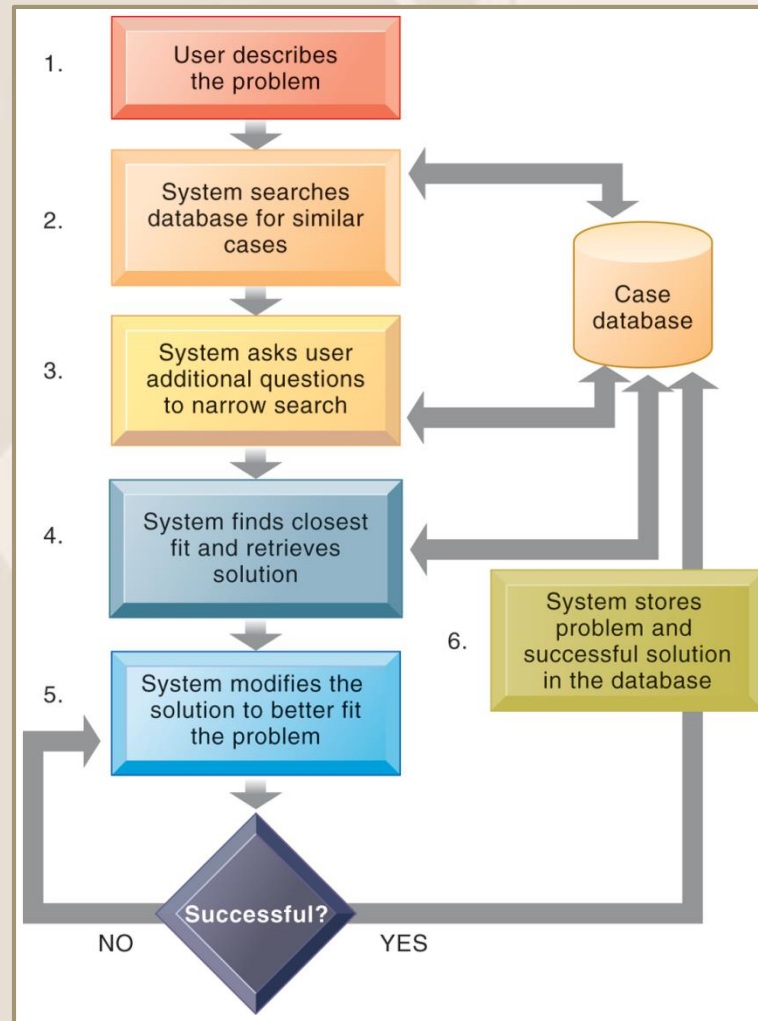 1.
User describes
the problem
2.
System searches
database for similar
cases
Case
database
3.
System asks user
additional questions
to narrow search
4.
System finds closest
fit and retrieves
solution
5.
System modifies the
solution to better fit
the problem
6.
System stores
problem and
successful solution
in the database
Successful?
NO
YES